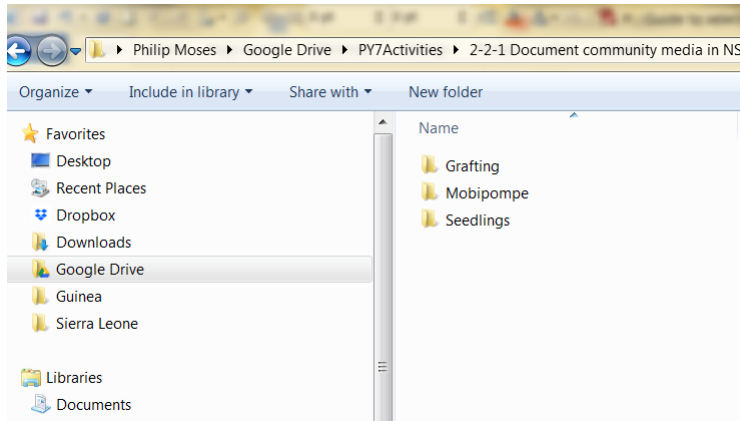 Philip Moses Google Drive PY7Activities 2-2-1 Document community media in NS
Organize Include in library Share with New folder
Favorites
Desktop
Recent Places
Dropbox
Downloads
Google Drive
Guinea
Sierra Leone
Libraries
Documents
Name
Grafting
Mobipompe
Seedlings